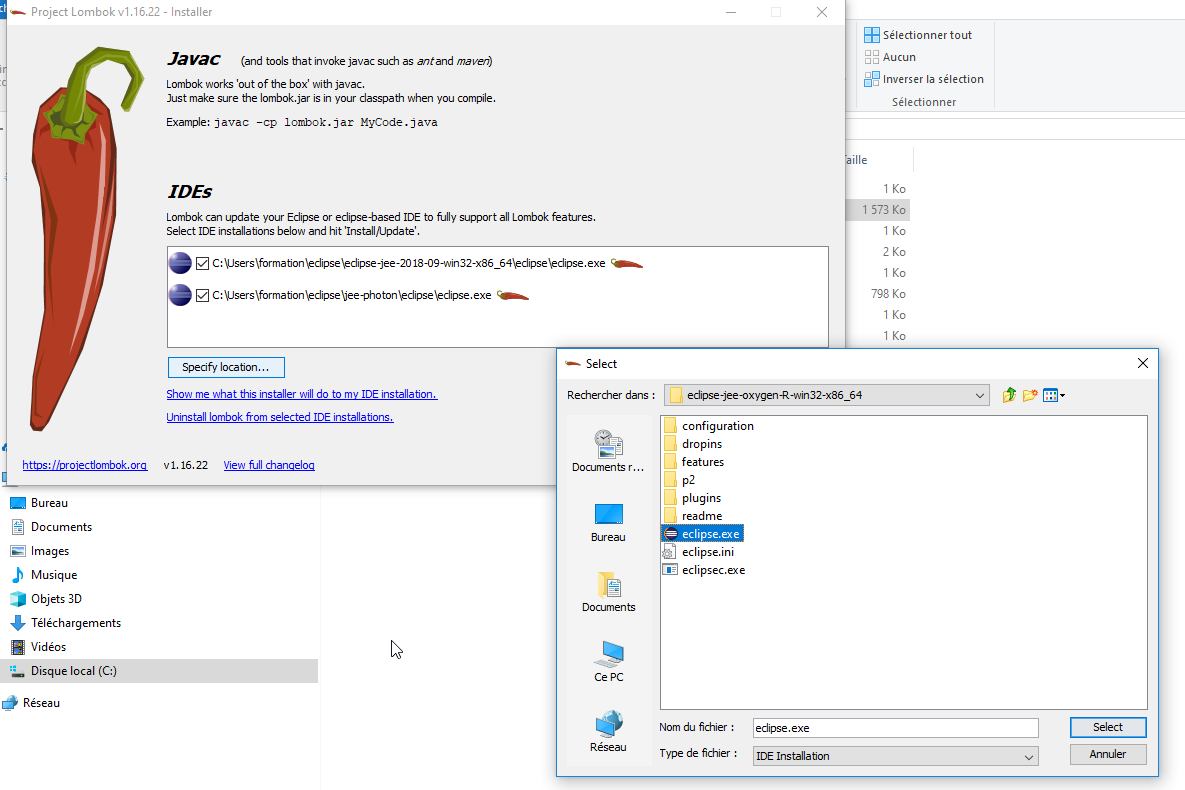 Project Lombok v1.16.22 - Installer
Javac (and tools that invoke javac such as ant and maven)
Lombok works 'out of the box' with javac.
Just make sure the lombok.jar is in your classpath when you compile.
Example: javac -cp lombok.jar MyCode.java
IDEs
Lombok can update your Eclipse or eclipse-based IDE to fully support all Lombok features.
Select IDE installations below and hit 'Install/Update'.
C:\Users\formation\eclipse\eclipse-jee-2018-09-win32-x86_64\eclipse\eclipse.exe
C:\Users\formation\eclipse\jee-photon\eclipse\eclipse.exe
Specify location...
Show me what this installer will do to my IDE installation.
Uninstall lombok from selected IDE installations.
https://projectlombok.org v1.16.22 View full changelog
Sélectionner tout
Aucun
Inverser la sélection
Sélectionner
aille
1 Ko
1 573 Ko
1 Ko
2 Ko
1 Ko
798 Ko
1 Ko
1 Ko
Bureau
Documents
Images
Musique
Objets 3D
Téléchargements
Vidéos
Disque local (C:)
Réseau
Select
Rechercher dans : eclipse-jee-oxygen-R-win32-x86_64
Documents r...
Bureau
Documents
Ce PC
Réseau
configuration
dropins
features
p2
plugins
readme
eclipse.exe
eclipse.ini
eclipsec.exe
Nom du fichier : eclipse.exe Select
Type de fichier : IDE Installation Annuler